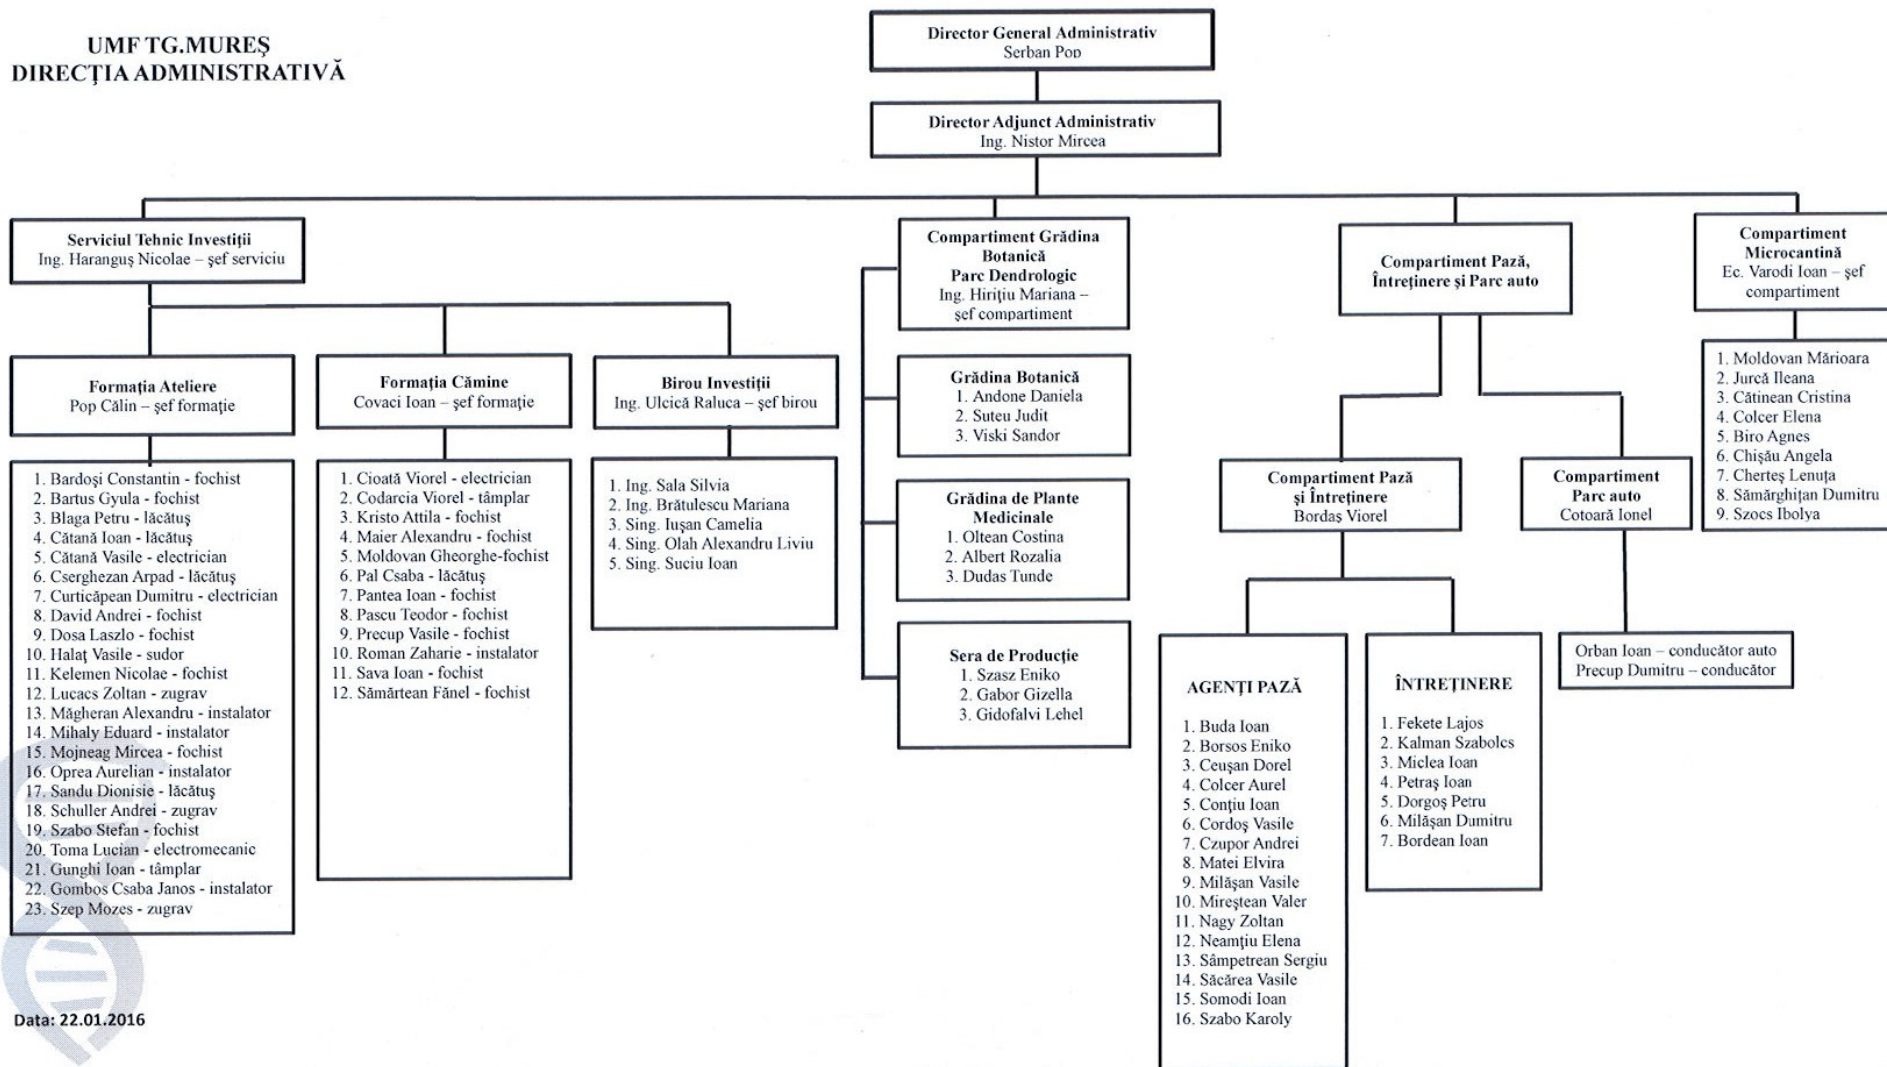 UMF TG.MUREŞ
DIRECŢIA ADMINISTRATIVĂ
Director General Administrativ
Serban Pop
Director Adjunct Administrativ
Ing. Nistor Mircea
Serviciul Tehnic Investiţii
Ing. Haranguş Nicolae – şef serviciu
Formaţia Ateliere
Pop Călin – şef formaţie
1. Bardoşi Constantin - fochist
2. Bartus Gyula - fochist
3. Blaga Petru - lăcătuş
4. Cătană Ioan - lăcătuş
5. Cătană Vasile - electrician
6. Cserghezan Arpad - lăcătuş
7. Curticăpean Dumitru - electrician
8. David Andrei - fochist
9. Dosa Laszlo - fochist
10. Halaţ Vasile - sudor
11. Kelemen Nicolae - fochist
12. Lucacs Zoltan - zugrav
13. Măgheran Alexandru - instalator
14. Mihaly Eduard - instalator
15. Mojneag Mircea - fochist
16. Oprea Aurelian - instalator
17. Sandu Dionisie - lăcătuş
18. Schuller Andrei - zugrav
19. Szabo Stefan - fochist
20. Toma Lucian - electromecanic
21. Gunghi Ioan - tâmplar
22. Gombos Csaba Janos - instalator
23. Szep Mozes - zugrav
Formaţia Cămine
Covaci Ioan – şef formaţie
1. Cioată Viorel - electrician
2. Codarcia Viorel - tâmplar
3. Kristo Attila - fochist
4. Maier Alexandru - fochist
5. Moldovan Gheorghe-fochist
6. Pal Csaba - lăcătuş
7. Pantea Ioan - fochist
8. Pascu Teodor - fochist
9. Precup Vasile - fochist
10. Roman Zaharie - instalator
11. Sava Ioan - fochist
12. Sămărtean Fănel - fochist
Birou Investiţii
Ing. Ulcică Raluca – şef birou
1. Ing. Sala Silvia
2. Ing. Brătulescu Mariana
3. Sing. Iuşan Camelia
4. Sing. Olah Alexandru Liviu
5. Sing. Suciu Ioan
Compartiment Grădina
Botanică
Parc Dendrologic
Ing. Hiriţiu Mariana –
şef compartiment
Grădina Botanică
1. Andone Daniela
2. Suteu Judit
3. Viski Sandor
Grădina de Plante
Medicinale
1. Oltean Costina
2. Albert Rozalia
3. Dudas Tunde
Sera de Producţie
1. Szasz Eniko
2. Gabor Gizella
3. Gidofalvi Lehel
Compartiment Pază,
Întreţinere şi Parc auto
Compartiment Pază
şi Întreţinere
Bordaş Viorel
AGENŢI PAZĂ
1. Buda Ioan
2. Borsos Eniko
3. Ceuşan Dorel
4. Colcer Aurel
5. Conţiu Ioan
6. Cordoş Vasile
7. Czupor Andrei
8. Matei Elvira
9. Milăşan Vasile
10. Mireştean Valer
11. Nagy Zoltan
12. Neamţiu Elena
13. Sâmpetrean Sergiu
14. Săcărea Vasile
15. Somodi Ioan
16. Szabo Karoly
ÎNTREŢINERE
1. Fekete Lajos
2. Kalman Szabolcs
3. Miclea Ioan
4. Petraş Ioan
5. Dorgoş Petru
6. Milăşan Dumitru
7. Bordean Ioan
Compartiment
Parc auto
Cotoară Ionel
Orban Ioan – conducător auto
Precup Dumitru – conducător
Compartiment
Microcantină
Ec. Varodi Ioan – şef
compartiment
1. Moldovan Mărioara
2. Jurcă Ileana
3. Cătinean Cristina
4. Colcer Elena
5. Biro Agnes
6. Chişău Angela
7. Cherteş Lenuţa
8. Sămărghiţan Dumitru
9. Szocs Ibolya
Data: 22.01.2016